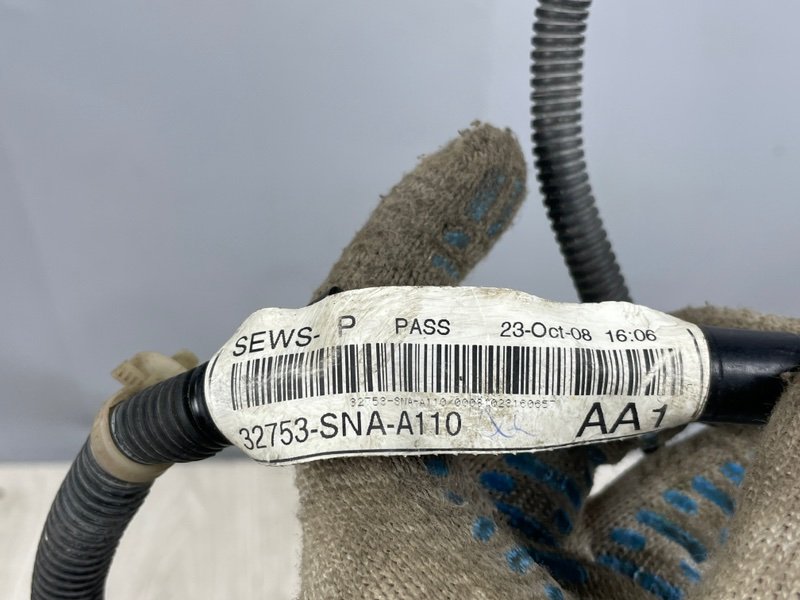 SEWS- P PASS 23-Oct-08 16:06
32753-SNA-A110
AA1